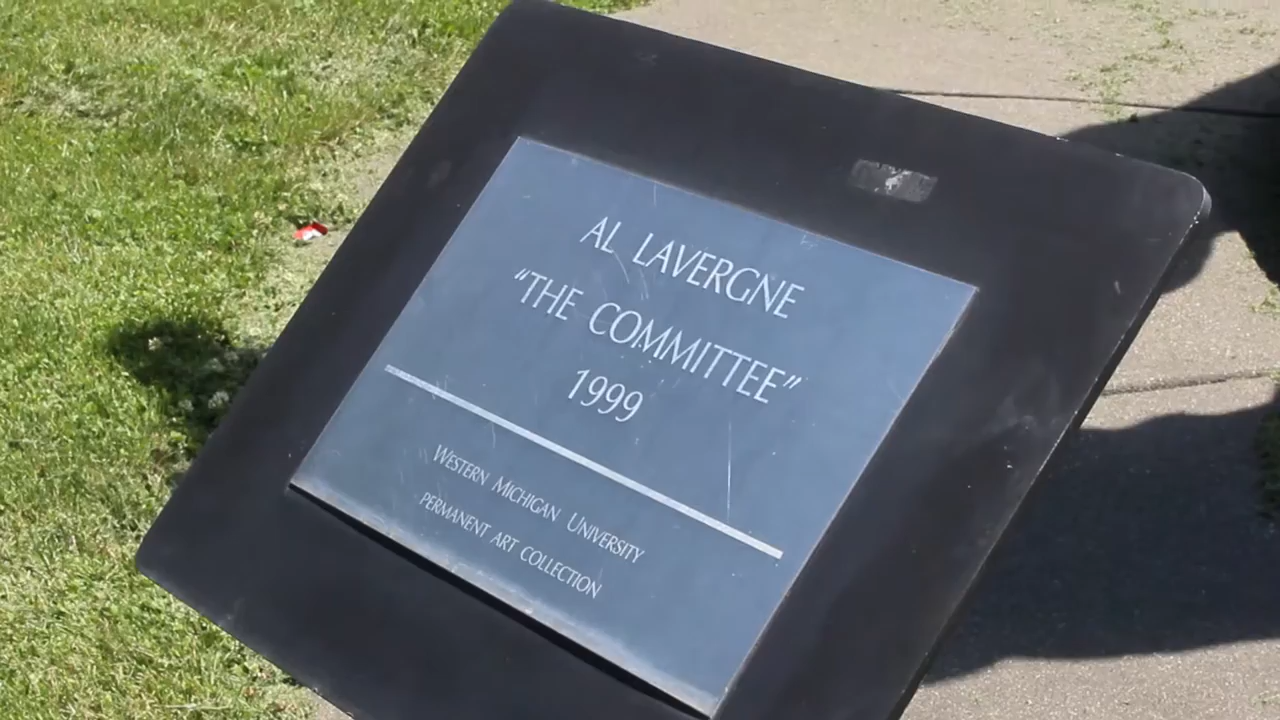 AL LAVERGNE
“THE COMMITTEE”
1999
WESTERN MICHIGAN UNIVERSITY
PERMANENT ART COLLECTION